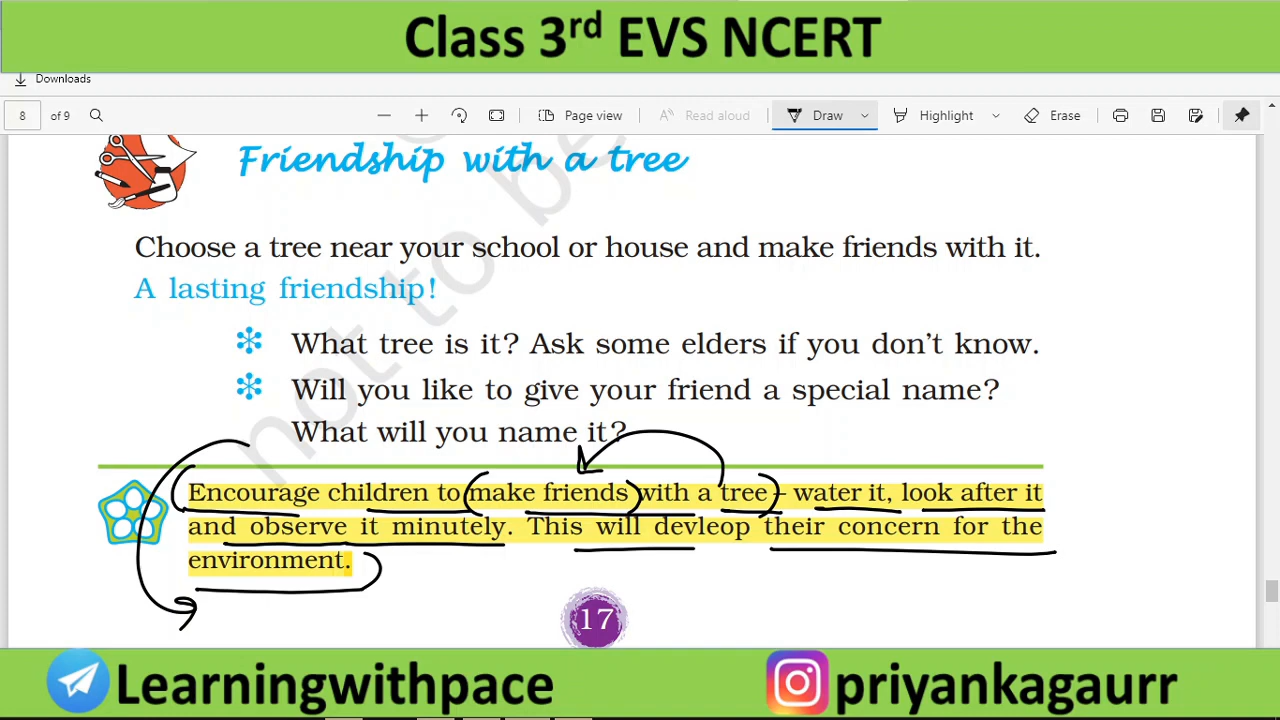 Class 3rd EVS NCERT
Downloads
8 of 9 Page view Read aloud Draw Highlight Erase
Friendship with a tree
Choose a tree near your school or house and make friends with it.
A lasting friendship!
What tree is it? Ask some elders if you don't know.
Will you like to give your friend a special name?
What will you name it?
Encourage children to make friends with a tree – water it, look after it
and observe it minutely. This will devleop their concern for the
environment.
17
not to be
Learningwithpace priyankagaurr